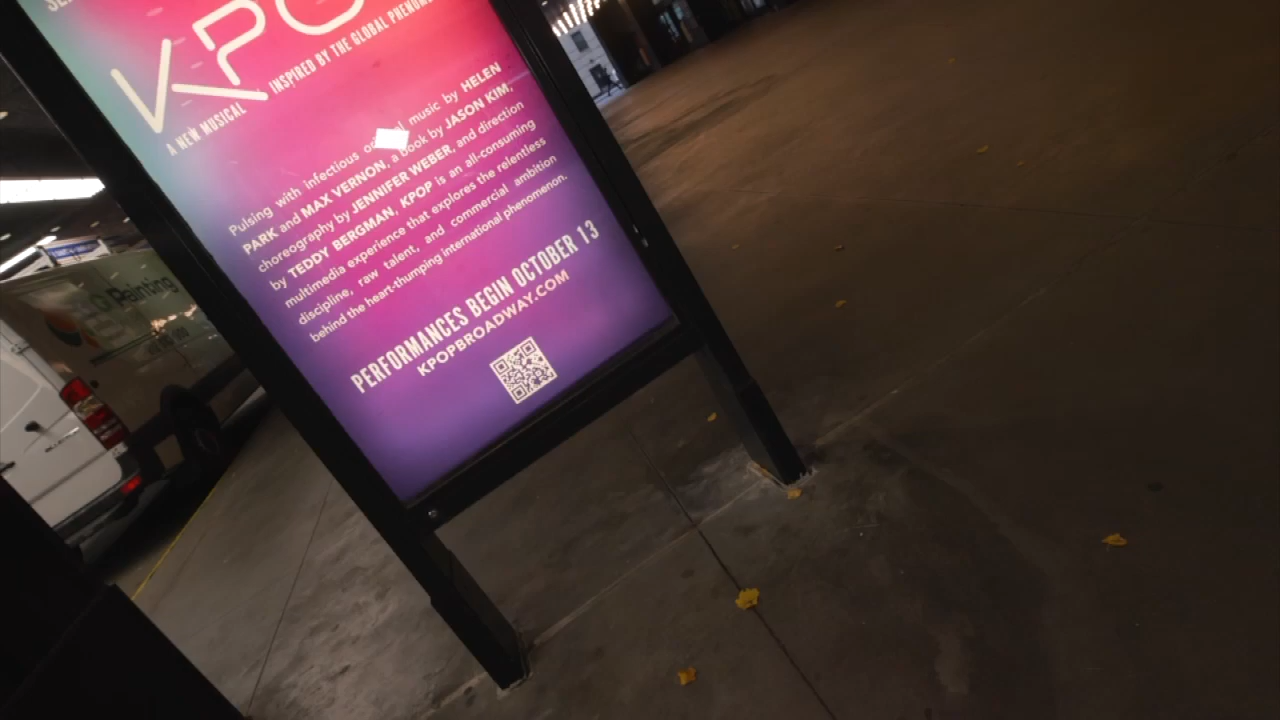 KPO
A NEW MUSICAL INSPIRED BY THE GLOBAL
Pulsing with infectious music by HELEN
PARK and MAX VERNON, a book by JASON KIM,
choreography by JENNIFER WEBER, and direction
by TEDDY BERGMAN, KPOP is an all-consuming
multimedia experience that explores the relentless
discipline, raw talent, and commercial ambition
behind the heart-thumping international phenomenon.
PERFORMANCES BEGIN OCTOBER 13
KPOPBROADWAY.COM
Painting